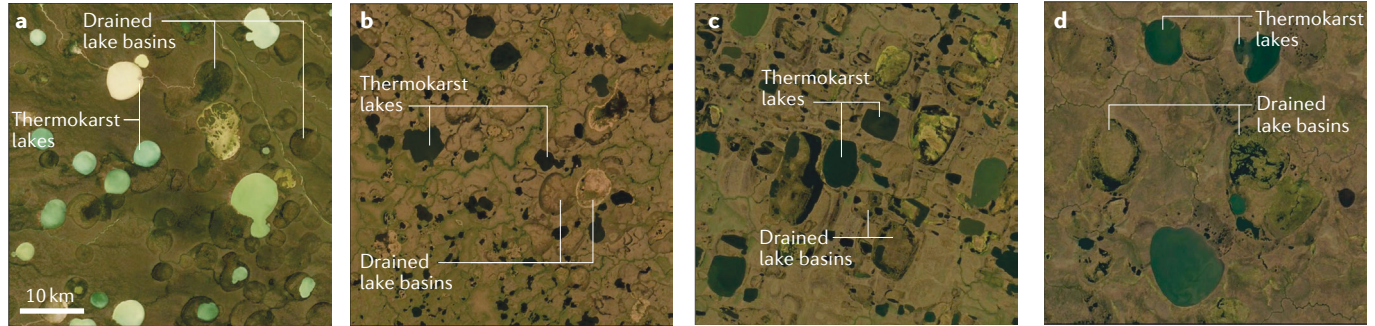 a
Drained
lake basins
Thermokarst
lakes
10 km
b
Thermokarst
lakes
Drained
lake basins
c
Thermokarst
lakes
Drained
lake basins
d
Thermokarst
lakes
Drained
lake basins